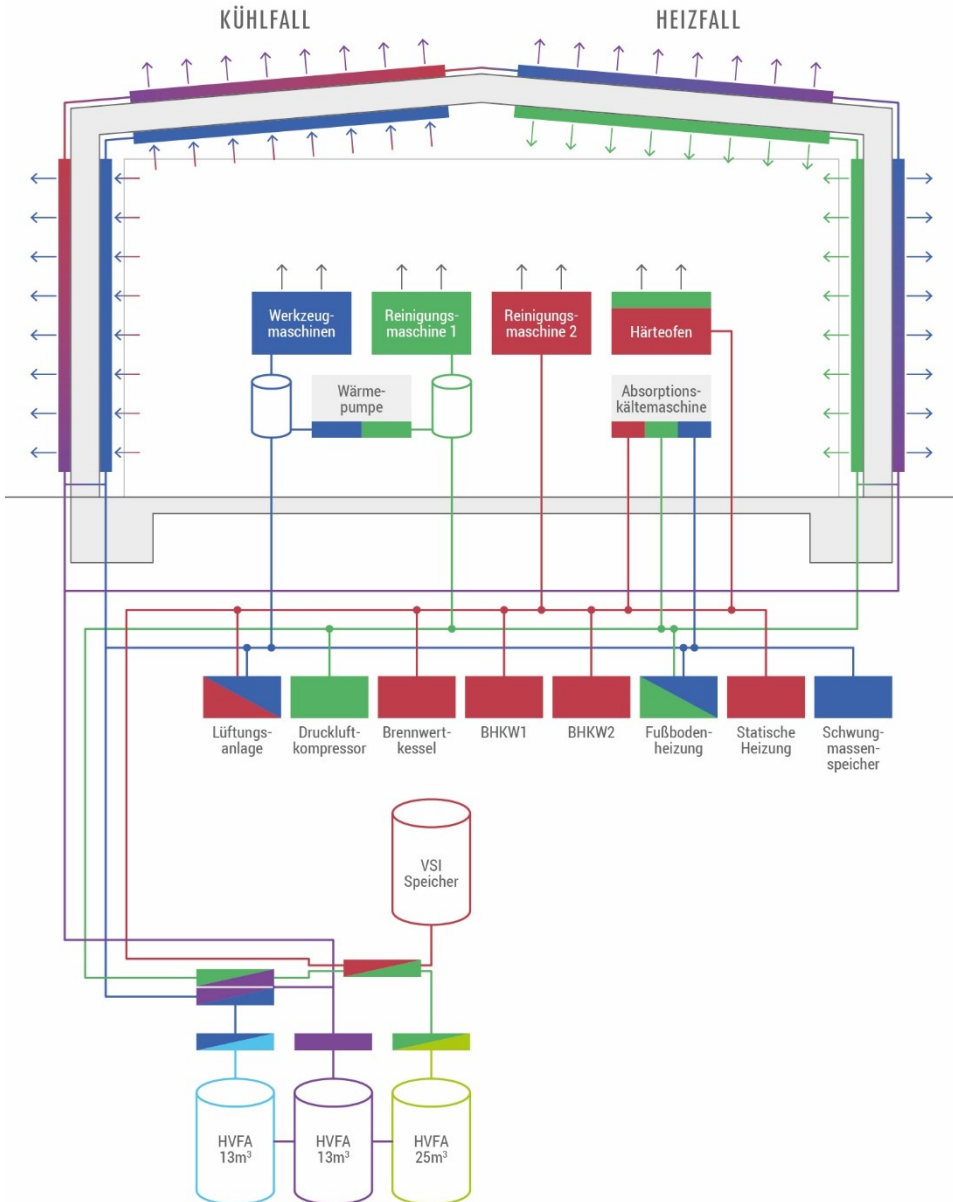 KÜHLFALL
HEIZFALL
Werkzeug-
maschinen
Reinigungs-
maschine 1
Reinigungs-
maschine 2
Härteofen
Wärme-
pumpe
Absorptions-
kältemaschine
Lüftungs-
anlage
Druckluft-
kompressor
Brennwert-
kessel
BHKW1
BHKW2
Fußboden-
heizung
Statische
Heizung
Schwung-
massen-
speicher
VSI
Speicher
HVFA
13m³
HVFA
13m³
HVFA
25m³